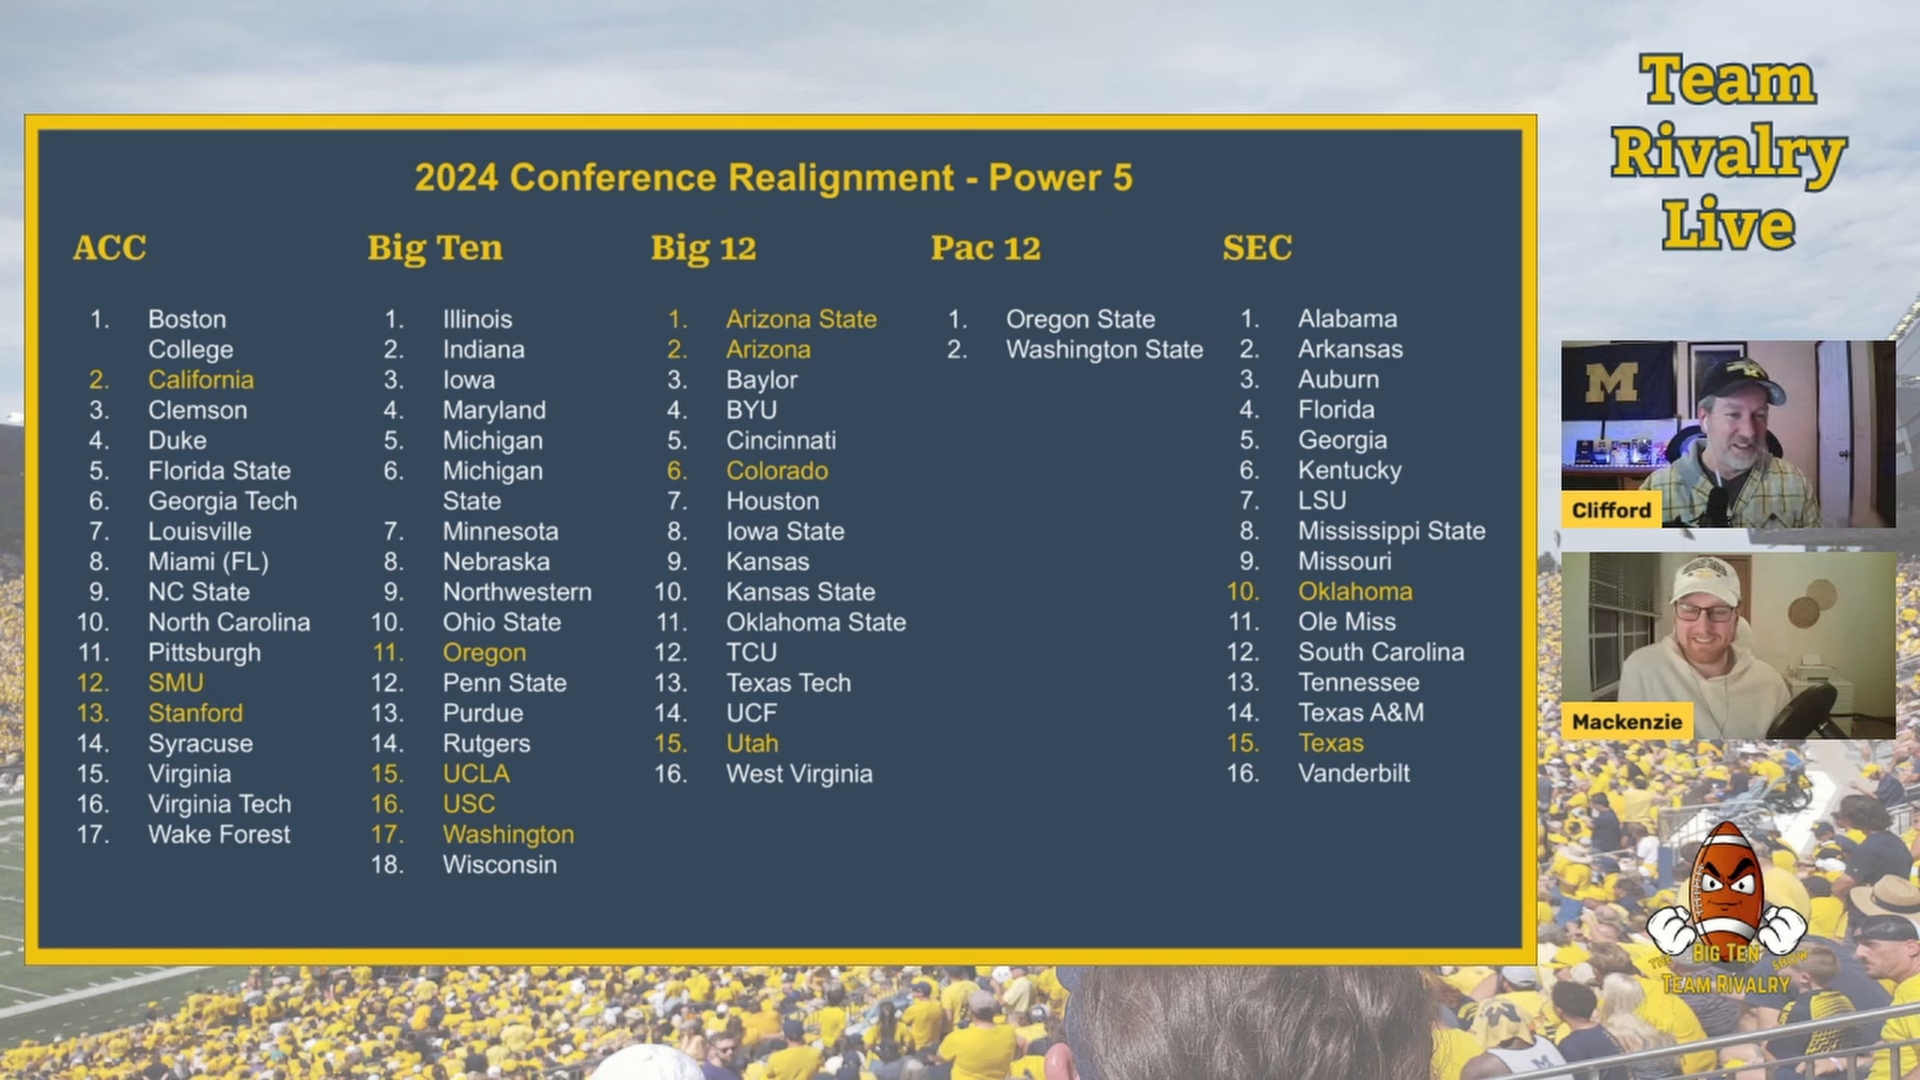 Team
Rivalry
Live
2024 Conference Realignment - Power 5
ACC
1. Boston
College
2. California
3. Clemson
4. Duke
5. Florida State
6. Georgia Tech
7. Louisville
8. Miami (FL)
9. NC State
10. North Carolina
11. Pittsburgh
12. SMU
13. Stanford
14. Syracuse
15. Virginia
16. Virginia Tech
17. Wake Forest
Big Ten
1. Illinois
2. Indiana
3. Iowa
4. Maryland
5. Michigan
6. Michigan
State
7. Minnesota
8. Nebraska
9. Northwestern
10. Ohio State
11. Oregon
12. Penn State
13. Purdue
14. Rutgers
15. UCLA
16. USC
17. Washington
18. Wisconsin
Big 12
1. Arizona State
2. Arizona
3. Baylor
4. BYU
5. Cincinnati
6. Colorado
7. Houston
8. Iowa State
9. Kansas
10. Kansas State
11. Oklahoma State
12. TCU
13. Texas Tech
14. UCF
15. Utah
16. West Virginia
Pac 12
1. Oregon State
2. Washington State
SEC
1. Alabama
2. Arkansas
3. Auburn
4. Florida
5. Georgia
6. Kentucky
7. LSU
8. Mississippi State
9. Missouri
10. Oklahoma
11. Ole Miss
12. South Carolina
13. Tennessee
14. Texas A&M
15. Texas
16. Vanderbilt
M
Clifford
Mackenzie
BIG TEN
THE SHOW
TEAM RIVALRY